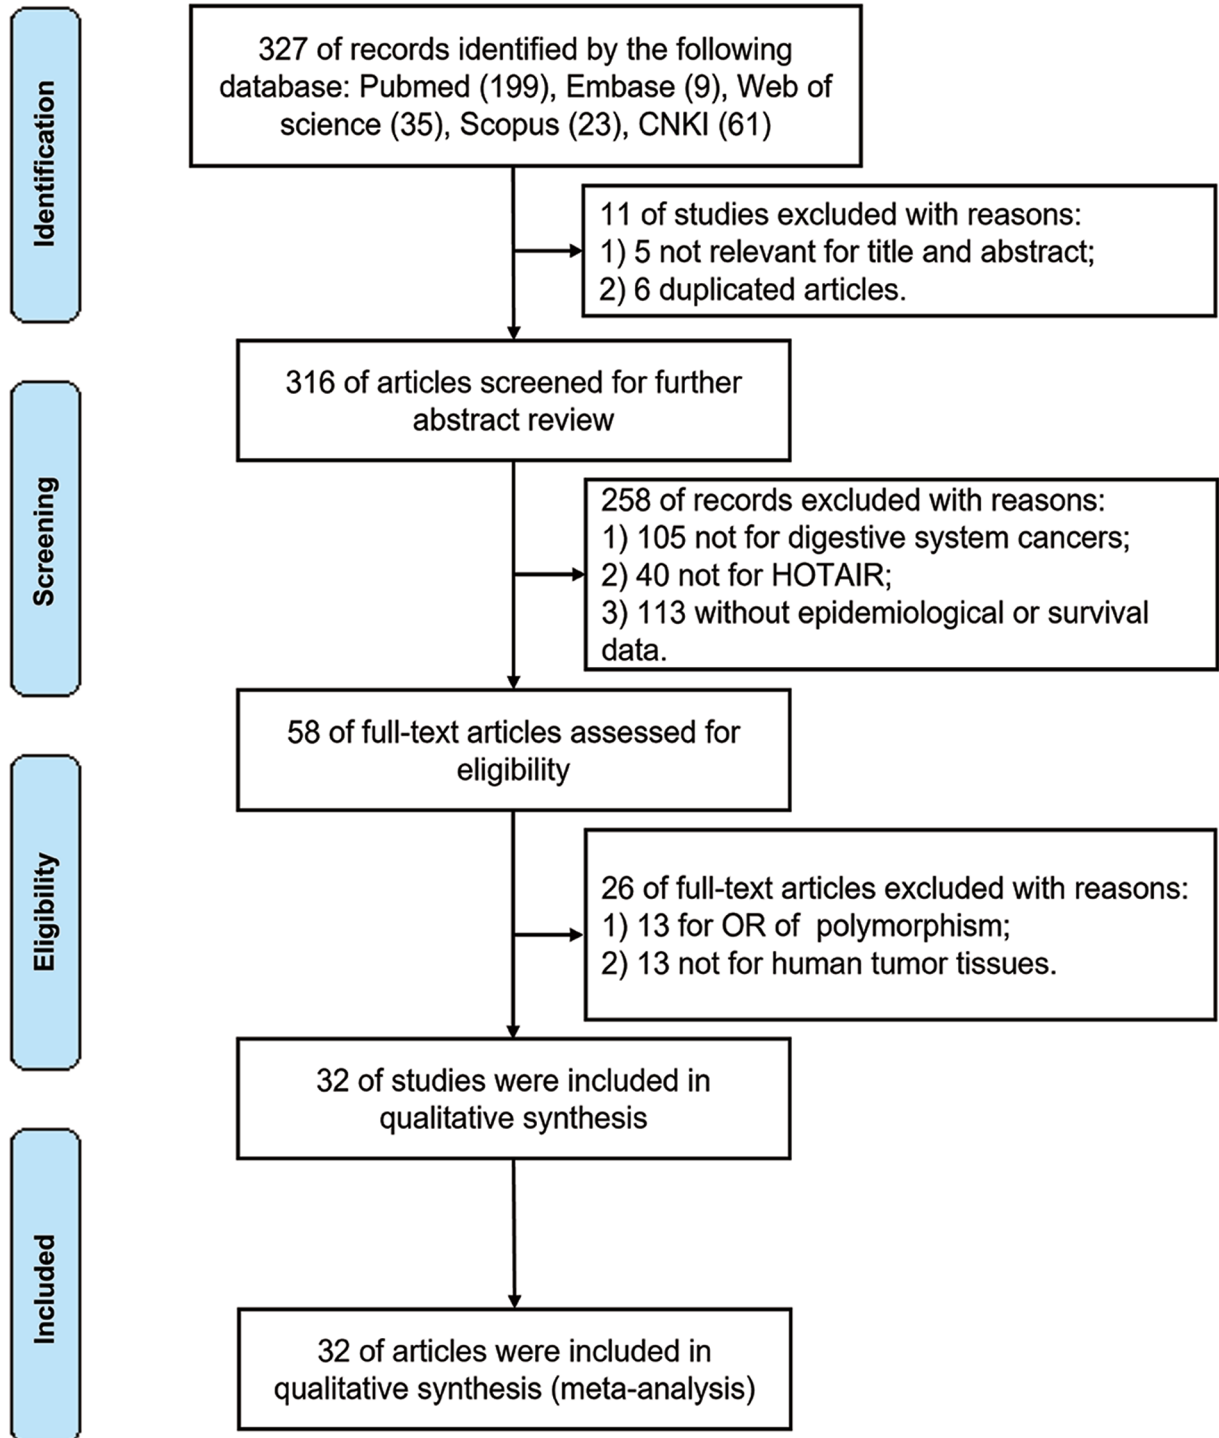 Identification
327 of records identified by the following
database: Pubmed (199), Embase (9), Web of
science (35), Scopus (23), CNKI (61)
11 of studies excluded with reasons:
1) 5 not relevant for title and abstract;
2) 6 duplicated articles.
Screening
316 of articles screened for further
abstract review
258 of records excluded with reasons:
1) 105 not for digestive system cancers;
2) 40 not for HOTAIR;
3) 113 without epidemiological or survival
data.
Eligibility
58 of full-text articles assessed for
eligibility
26 of full-text articles excluded with reasons:
1) 13 for OR of polymorphism;
2) 13 not for human tumor tissues.
32 of studies were included in
qualitative synthesis
Included
32 of articles were included in
qualitative synthesis (meta-analysis)